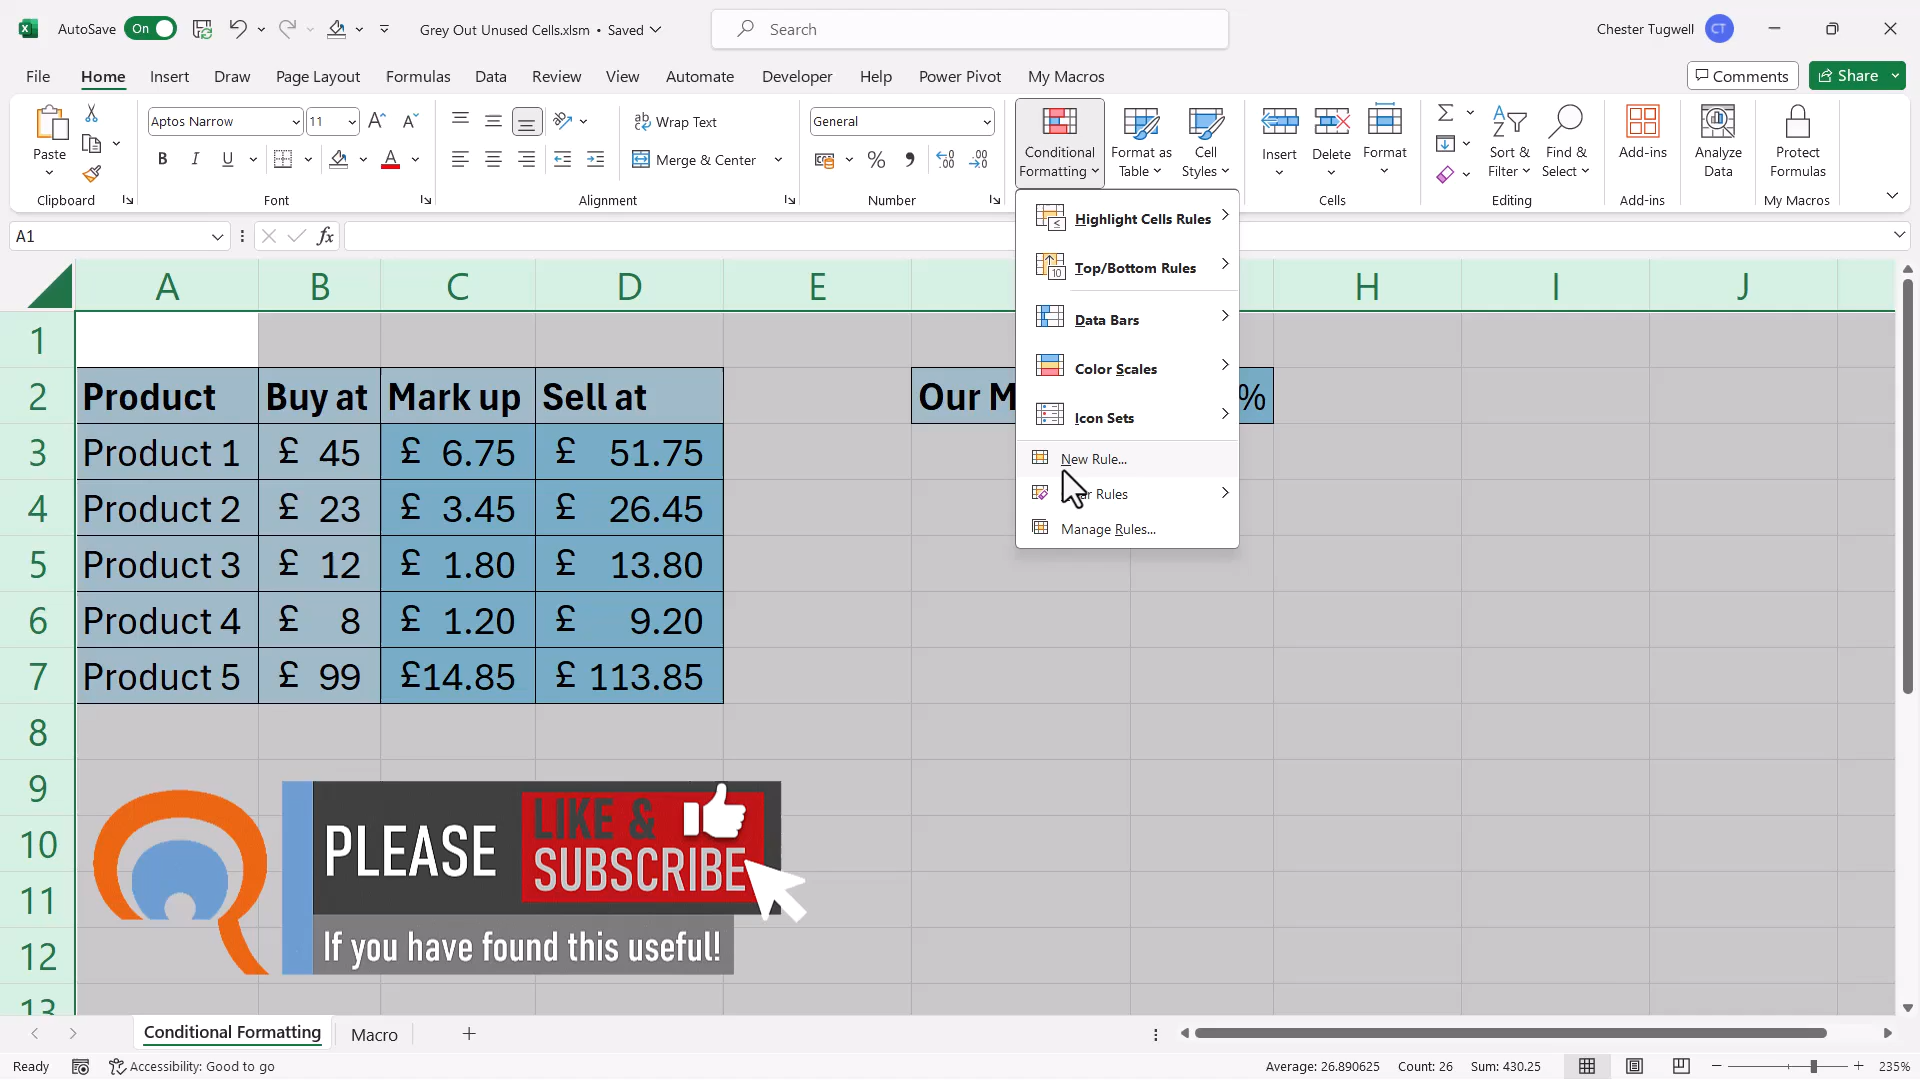 AutoSave On Grey Out Unused Cells.xlsm • Saved Search Chester Tugwell CT
File Home Insert Draw Page Layout Formulas Data Review View Automate Developer Help Power Pivot My Macros Comments Share
Paste
Clipboard
Aptos Narrow 11
B I U A
Font
Wrap Text
Merge & Center
Alignment
General
% 9
Number
Conditional Formatting
Format as Table
Cell Styles
Insert Delete Format
Cells
Sort & Filter
Find & Select
Editing
Add-ins
Add-ins
Analyze Data
Protect Formulas
My Macros
A1 fx
Highlight Cells Rules
Top/Bottom Rules
Data Bars
Color Scales
Icon Sets
New Rule...
Rules
Manage Rules...
A B C D E H I J
1
2 Product Buy at Mark up Sell at Our M %
3 Product 1 £ 45 £ 6.75 £ 51.75
4 Product 2 £ 23 £ 3.45 £ 26.45
5 Product 3 £ 12 £ 1.80 £ 13.80
6 Product 4 £ 8 £ 1.20 £ 9.20
7 Product 5 £ 99 £14.85 £ 113.85
8
9
10
11
12
13
PLEASE LIKE & SUBSCRIBE
If you have found this useful!
Conditional Formatting Macro
Ready Accessibility: Good to go Average: 26.890625 Count: 26 Sum: 430.25 235%